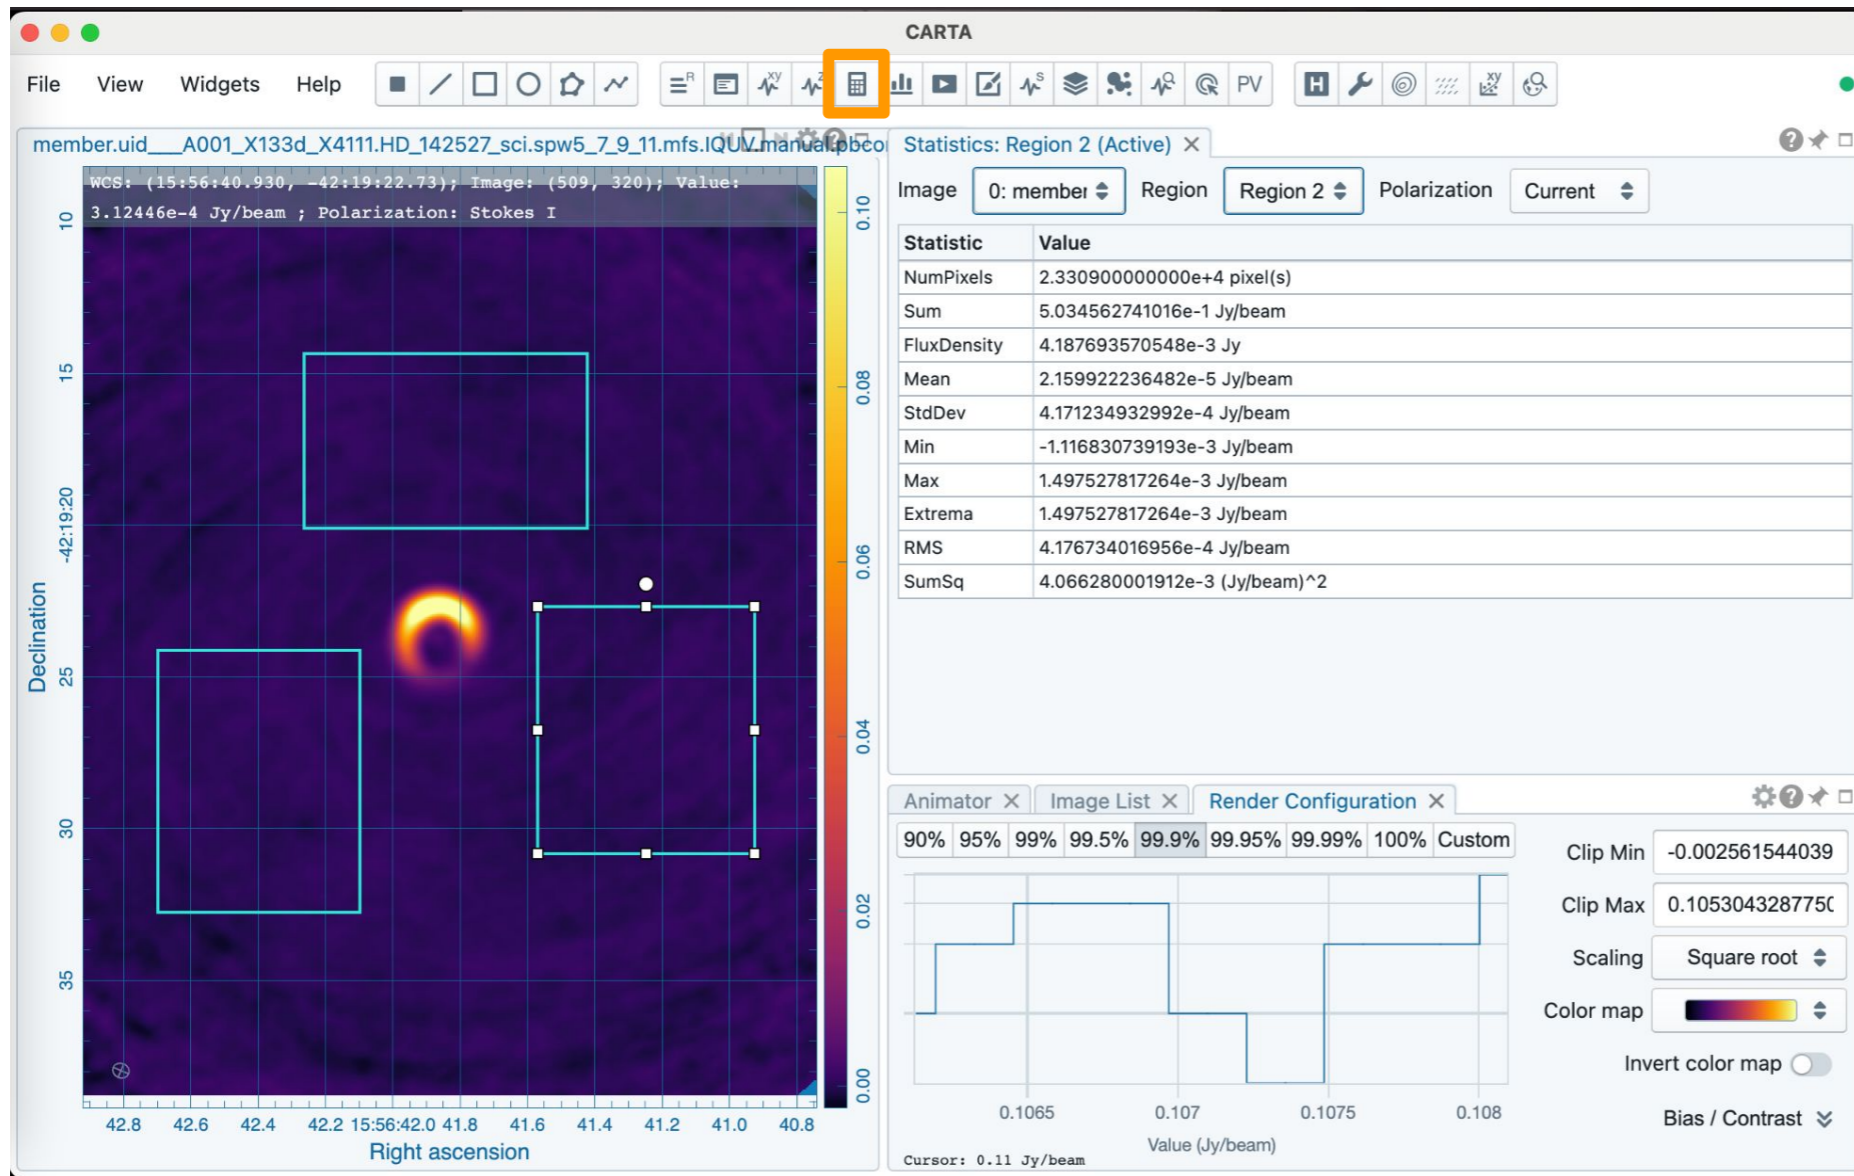 CARTA
File View Widgets Help
PV
member.uid___A001_X133d_X4111.HD_142527_sci.spw5_7_9_11.mfs.IQUV.manual.pbcor
WCS: (15:56:40.930, -42:19:22.73); Image: (509, 320); Value:
3.12446e-4 Jy/beam ; Polarization: Stokes I
10
15
-42:19:20
25
30
35
Declination
42.8 42.6 42.4 42.2 15:56:42.0 41.8 41.6 41.4 41.2 41.0 40.8
Right ascension
0.10
0.08
0.06
0.04
0.02
0.00
Statistics: Region 2 (Active)
Image 0: member Region Region 2 Polarization Current
Statistic Value
NumPixels 2.330900000000e+4 pixel(s)
Sum 5.034562741016e-1 Jy/beam
FluxDensity 4.187693570548e-3 Jy
Mean 2.159922236482e-5 Jy/beam
StdDev 4.171234932992e-4 Jy/beam
Min -1.116830739193e-3 Jy/beam
Max 1.497527817264e-3 Jy/beam
Extrema 1.497527817264e-3 Jy/beam
RMS 4.176734016956e-4 Jy/beam
SumSq 4.066280001912e-3 (Jy/beam)^2
Animator Image List Render Configuration
90% 95% 99% 99.5% 99.9% 99.95% 99.99% 100% Custom
Clip Min -0.002561544039
Clip Max 0.105304328775
Scaling Square root
Color map
Invert color map
Bias / Contrast
0.1065 0.107 0.1075 0.108
Value (Jy/beam)
Cursor: 0.11 Jy/beam